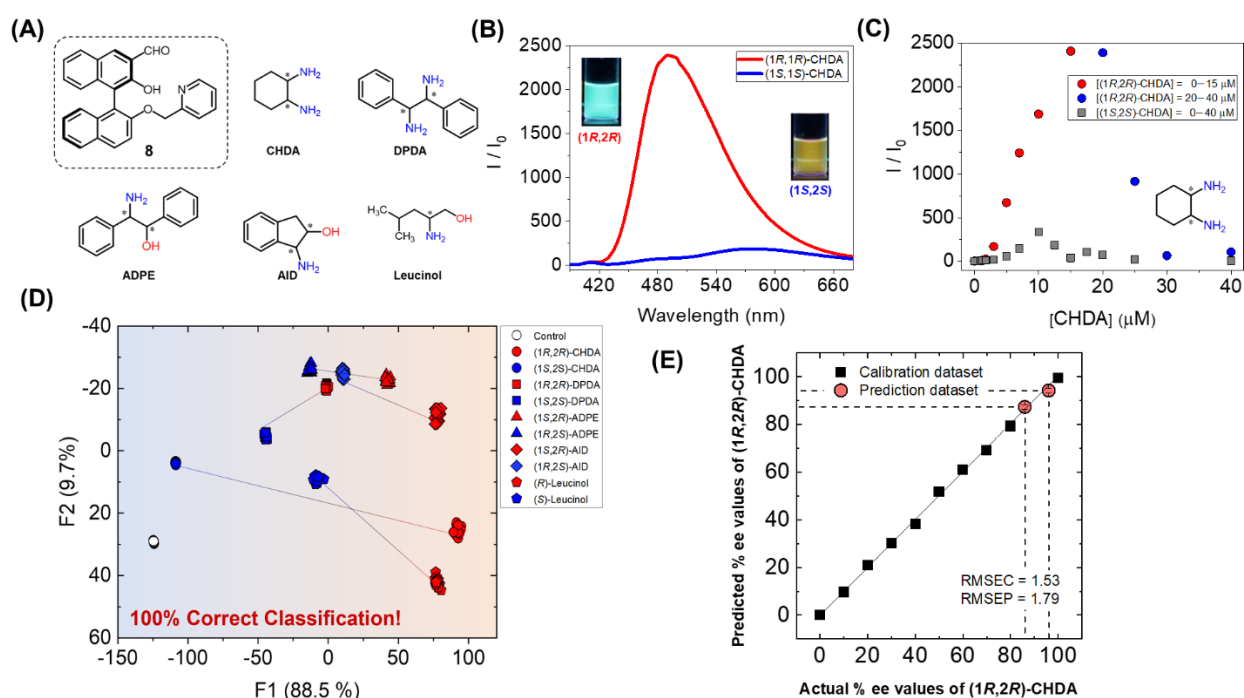 (A)
CHO
OH
O
N
8
NH₂
NH₂
CHDA
NH₂
NH₂
DPDA
NH₂
OH
ADPE
OH
NH₂
AID
H₃C
OH
CH₃
NH₂
Leucinol
(B)
(1R,1R)-CHDA
(1S,1S)-CHDA
(1R,2R)
(1S,2S)
2500
2000
1500
1000
500
0
I / I₀
420
480
540
600
660
Wavelength (nm)
(C)
[(1R,2R)-CHDA] = 0–15 μM
[(1R,2R)-CHDA] = 20–40 μM
[(1S,2S)-CHDA] = 0–40 μM
NH₂
NH₂
2500
2000
1500
1000
500
0
I / I₀
0
10
20
30
40
[CHDA] (μM)
(D)
-40
-20
0
20
40
60
F2 (9.7%)
100% Correct Classification!
-150
-100
-50
0
50
100
F1 (88.5 %)
Control
(1R,2R)-CHDA
(1S,2S)-CHDA
(1R,2R)-DPDA
(1S,2S)-DPDA
(1S,2R)-ADPE
(1R,2S)-ADPE
(1S,2R)-AID
(1R,2S)-AID
(R)-Leucinol
(S)-Leucinol
(E)
Calibration dataset
Prediction dataset
100
80
60
40
20
0
Predicted % ee values of (1R,2R)-CHDA
RMSEC = 1.53
RMSEP = 1.79
0
20
40
60
80
100
Actual % ee values of (1R,2R)-CHDA